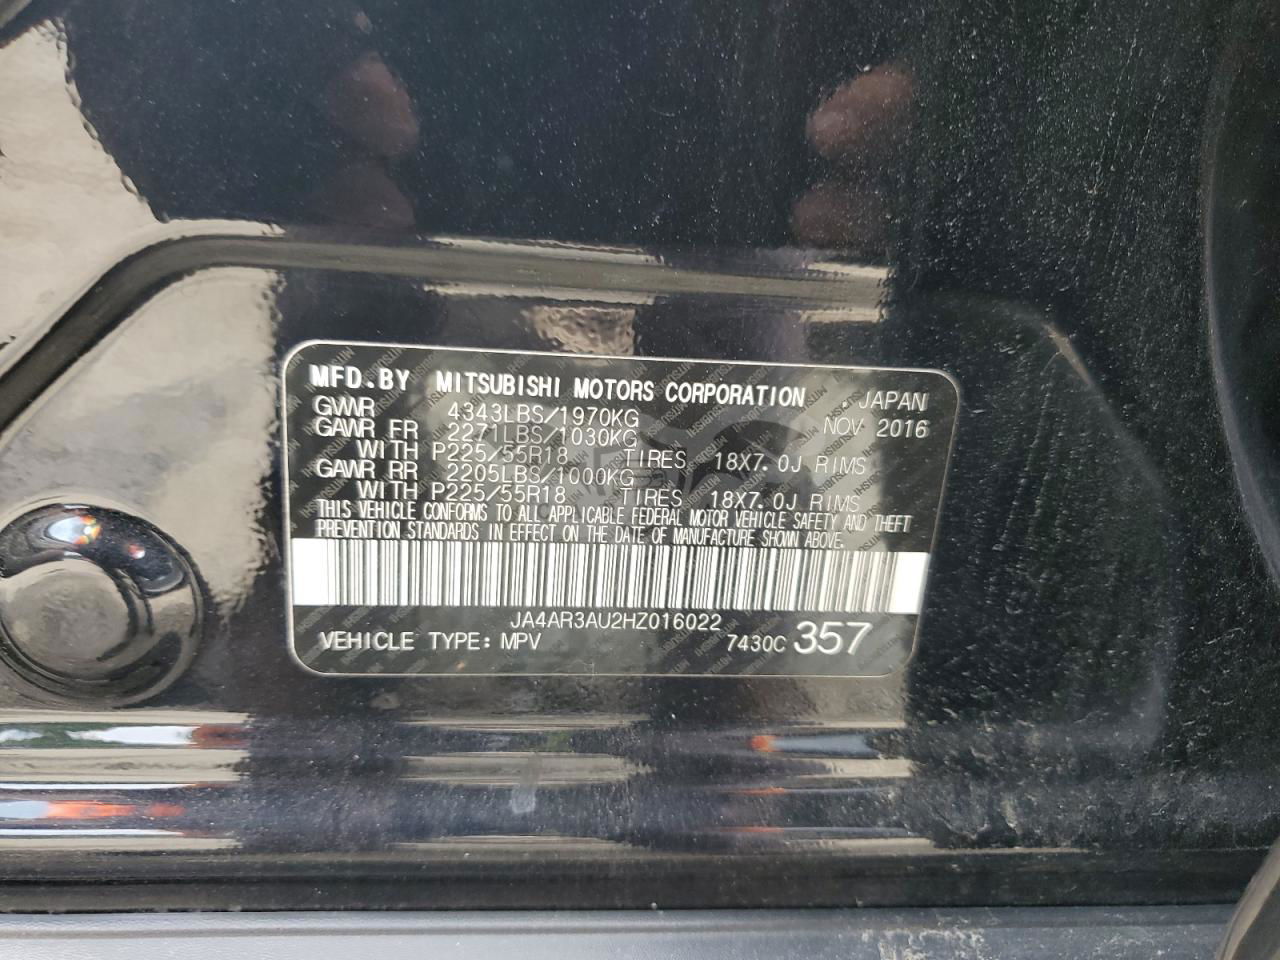 MFD.BY MITSUBISHI MOTORS CORPORATION . JAPAN
GVWR 4343LBS/1970KG NOV 2016
GAWR FR 2271LBS/1030KG
WITH P225/55R18 TIRES 18X7.0J RIMS
GAWR RR 2205LBS/1000KG
WITH P225/55R18 TIRES 18X7.0J RIMS
THIS VEHICLE CONFORMS TO ALL APPLICABLE FEDERAL MOTOR VEHICLE SAFETY AND THEFT
PREVENTION STANDARDS IN EFFECT ON THE DATE OF MANUFACTURE SHOWN ABOVE.
JA4AR3AU2HZ016022
VEHICLE TYPE: MPV 7430C 357